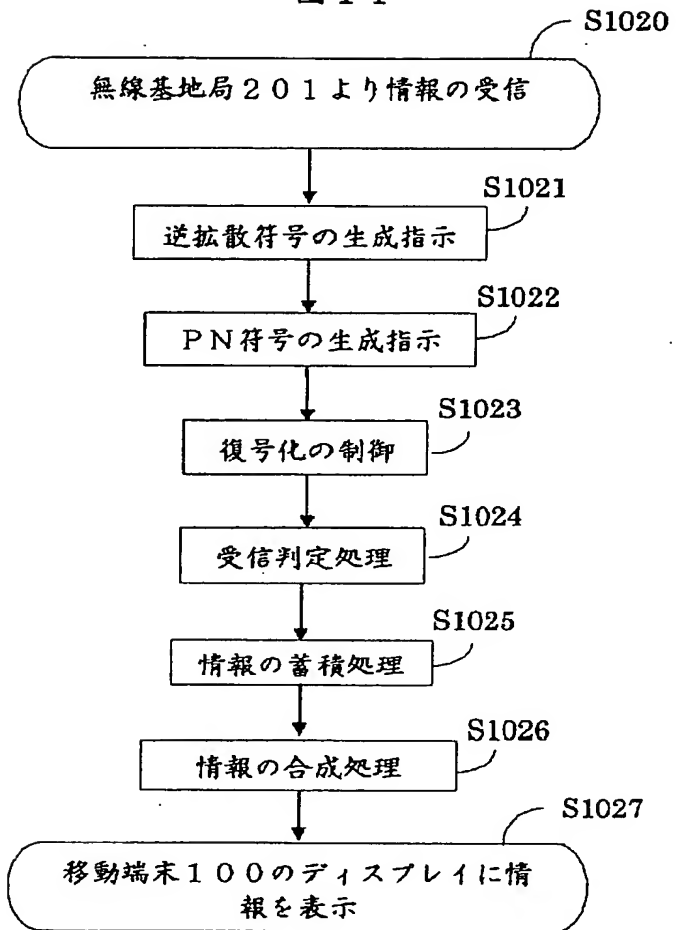 S1020
無線基地局201より情報の受信
S1021
逆拡散符号の生成指示
S1022
PN符号の生成指示
S1023
復号化の制御
S1024
受信判定処理
S1025
情報の蓄積処理
S1026
情報の合成処理
S1027
移動端末100のディスプレイに情
報を表示